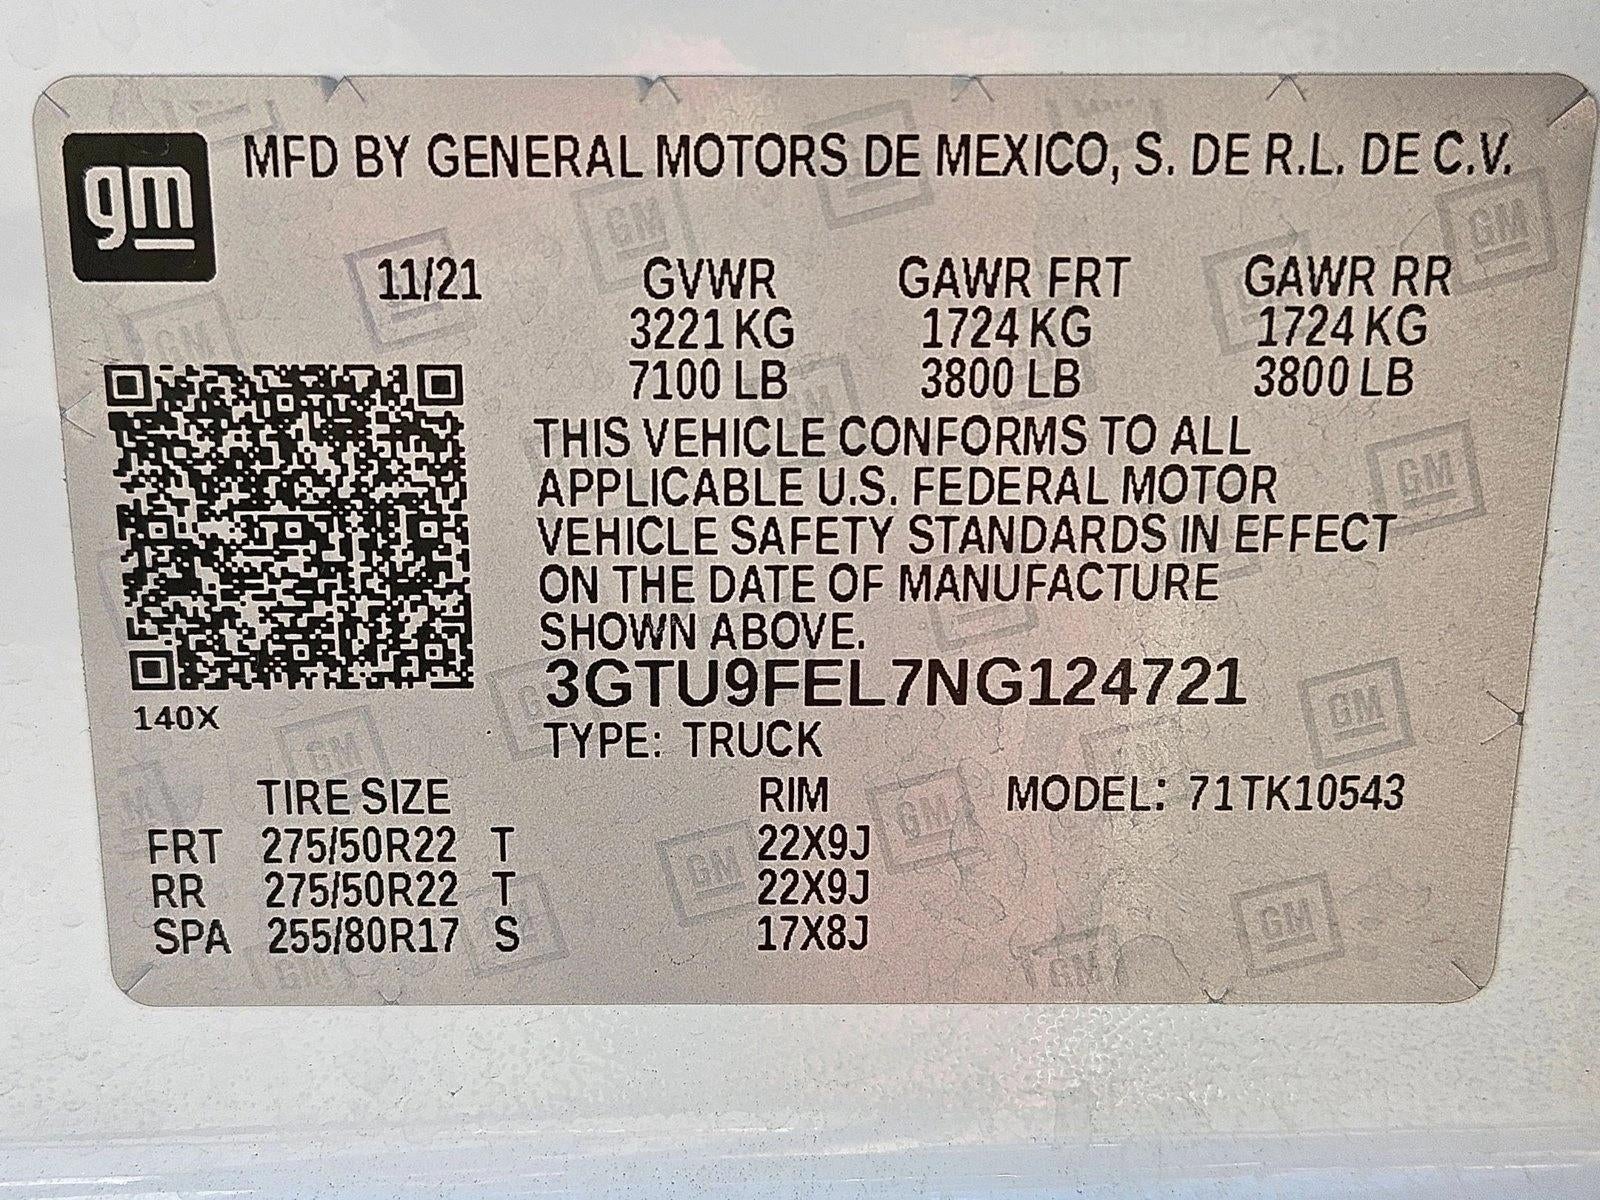 gm MFD BY GENERAL MOTORS DE MEXICO, S. DE R.L. DE C.V.
11/21 GVWR GAWR FRT GAWR RR
3221 KG 1724 KG 1724 KG
7100 LB 3800 LB 3800 LB
THIS VEHICLE CONFORMS TO ALL
APPLICABLE U.S. FEDERAL MOTOR
VEHICLE SAFETY STANDARDS IN EFFECT
ON THE DATE OF MANUFACTURE
SHOWN ABOVE.
3GTU9FEL7NG124721
140X
TYPE: TRUCK
TIRE SIZE RIM MODEL: 71TK10543
FRT 275/50R22 T 22X9J
RR 275/50R22 T 22X9J
SPA 255/80R17 S 17X8J